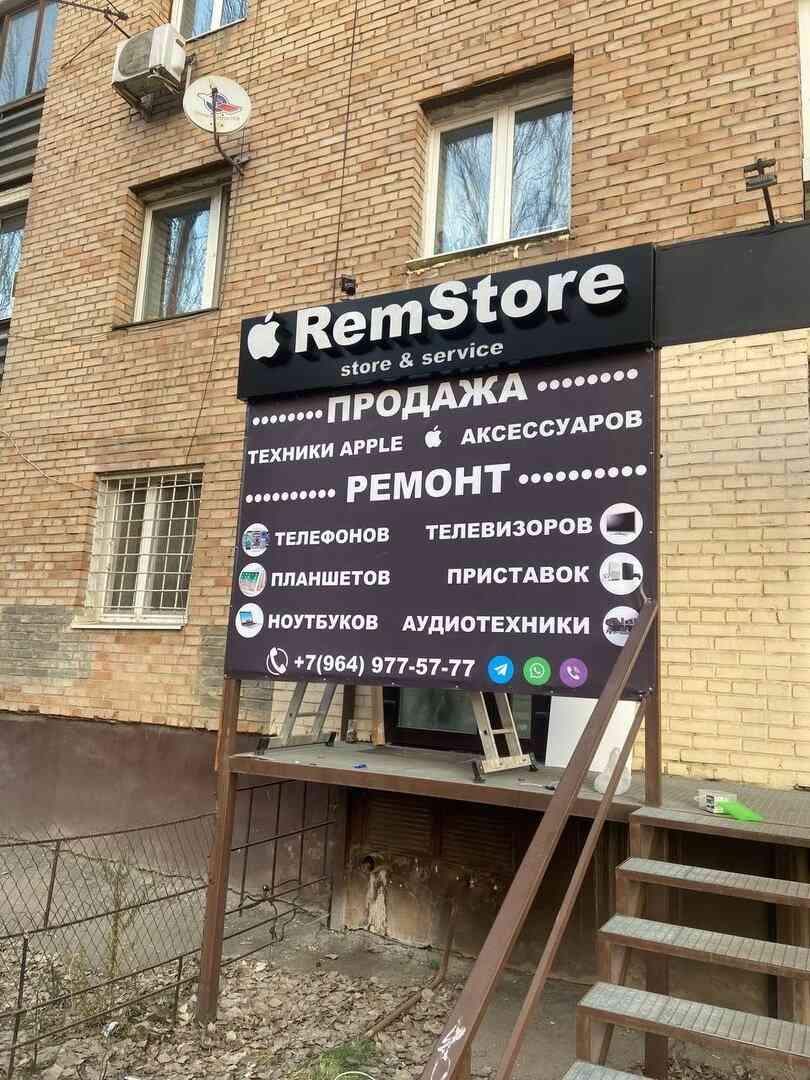 RemStore
store & service
ПРОДАЖА
ТЕХНИКИ APPLE АКСЕССУАРОВ
РЕМОНТ
ТЕЛЕФОНОВ ТЕЛЕВИЗОРОВ
ПЛАНШЕТОВ ПРИСТАВОК
НОУТБУКОВ АУДИОТЕХНИКИ
+7(964) 977-57-77